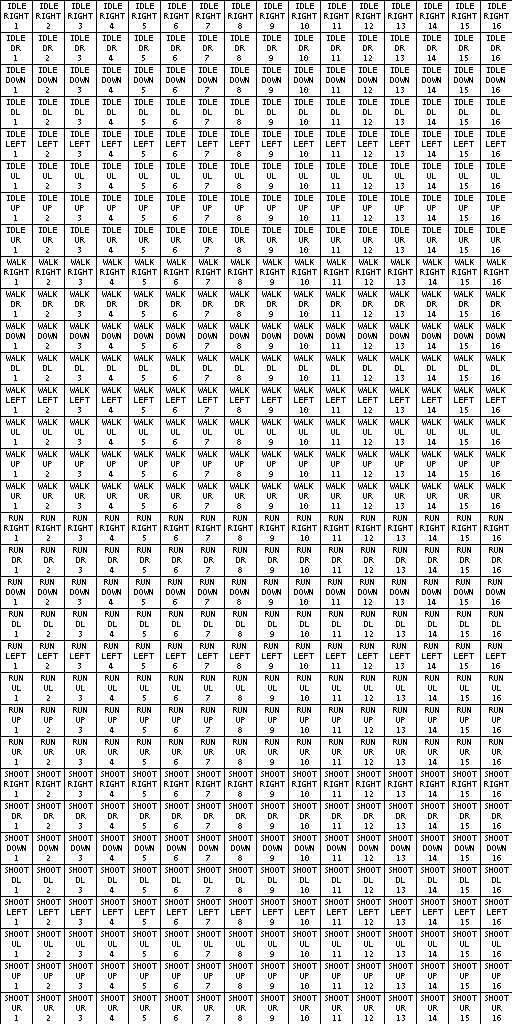 IDLE IDLE IDLE IDLE IDLE IDLE IDLE IDLE IDLE IDLE IDLE IDLE IDLE IDLE IDLE IDLE
RIGHT RIGHT RIGHT RIGHT RIGHT RIGHT RIGHT RIGHT RIGHT RIGHT RIGHT RIGHT RIGHT RIGHT RIGHT RIGHT
1 2 3 4 5 6 7 8 9 10 11 12 13 14 15 16
IDLE IDLE IDLE IDLE IDLE IDLE IDLE IDLE IDLE IDLE IDLE IDLE IDLE IDLE IDLE IDLE
DR DR DR DR DR DR DR DR DR DR DR DR DR DR DR DR
1 2 3 4 5 6 7 8 9 10 11 12 13 14 15 16
IDLE IDLE IDLE IDLE IDLE IDLE IDLE IDLE IDLE IDLE IDLE IDLE IDLE IDLE IDLE IDLE
DOWN DOWN DOWN DOWN DOWN DOWN DOWN DOWN DOWN DOWN DOWN DOWN DOWN DOWN DOWN DOWN
1 2 3 4 5 6 7 8 9 10 11 12 13 14 15 16
IDLE IDLE IDLE IDLE IDLE IDLE IDLE IDLE IDLE IDLE IDLE IDLE IDLE IDLE IDLE IDLE
DL DL DL DL DL DL DL DL DL DL DL DL DL DL DL DL
1 2 3 4 5 6 7 8 9 10 11 12 13 14 15 16
IDLE IDLE IDLE IDLE IDLE IDLE IDLE IDLE IDLE IDLE IDLE IDLE IDLE IDLE IDLE IDLE
LEFT LEFT LEFT LEFT LEFT LEFT LEFT LEFT LEFT LEFT LEFT LEFT LEFT LEFT LEFT LEFT
1 2 3 4 5 6 7 8 9 10 11 12 13 14 15 16
IDLE IDLE IDLE IDLE IDLE IDLE IDLE IDLE IDLE IDLE IDLE IDLE IDLE IDLE IDLE IDLE
UL UL UL UL UL UL UL UL UL UL UL UL UL UL UL UL
1 2 3 4 5 6 7 8 9 10 11 12 13 14 15 16
IDLE IDLE IDLE IDLE IDLE IDLE IDLE IDLE IDLE IDLE IDLE IDLE IDLE IDLE IDLE IDLE
UP UP UP UP UP UP UP UP UP UP UP UP UP UP UP UP
1 2 3 4 5 6 7 8 9 10 11 12 13 14 15 16
IDLE IDLE IDLE IDLE IDLE IDLE IDLE IDLE IDLE IDLE IDLE IDLE IDLE IDLE IDLE IDLE
UR UR UR UR UR UR UR UR UR UR UR UR UR UR UR UR
1 2 3 4 5 6 7 8 9 10 11 12 13 14 15 16
WALK WALK WALK WALK WALK WALK WALK WALK WALK WALK WALK WALK WALK WALK WALK WALK
RIGHT RIGHT RIGHT RIGHT RIGHT RIGHT RIGHT RIGHT RIGHT RIGHT RIGHT RIGHT RIGHT RIGHT RIGHT RIGHT
1 2 3 4 5 6 7 8 9 10 11 12 13 14 15 16
WALK WALK WALK WALK WALK WALK WALK WALK WALK WALK WALK WALK WALK WALK WALK WALK
DR DR DR DR DR DR DR DR DR DR DR DR DR DR DR DR
1 2 3 4 5 6 7 8 9 10 11 12 13 14 15 16
WALK WALK WALK WALK WALK WALK WALK WALK WALK WALK WALK WALK WALK WALK WALK WALK
DOWN DOWN DOWN DOWN DOWN DOWN DOWN DOWN DOWN DOWN DOWN DOWN DOWN DOWN DOWN DOWN
1 2 3 4 5 6 7 8 9 10 11 12 13 14 15 16
WALK WALK WALK WALK WALK WALK WALK WALK WALK WALK WALK WALK WALK WALK WALK WALK
DL DL DL DL DL DL DL DL DL DL DL DL DL DL DL DL
1 2 3 4 5 6 7 8 9 10 11 12 13 14 15 16
WALK WALK WALK WALK WALK WALK WALK WALK WALK WALK WALK WALK WALK WALK WALK WALK
LEFT LEFT LEFT LEFT LEFT LEFT LEFT LEFT LEFT LEFT LEFT LEFT LEFT LEFT LEFT LEFT
1 2 3 4 5 6 7 8 9 10 11 12 13 14 15 16
WALK WALK WALK WALK WALK WALK WALK WALK WALK WALK WALK WALK WALK WALK WALK WALK
UL UL UL UL UL UL UL UL UL UL UL UL UL UL UL UL
1 2 3 4 5 6 7 8 9 10 11 12 13 14 15 16
WALK WALK WALK WALK WALK WALK WALK WALK WALK WALK WALK WALK WALK WALK WALK WALK
UP UP UP UP UP UP UP UP UP UP UP UP UP UP UP UP
1 2 3 4 5 6 7 8 9 10 11 12 13 14 15 16
WALK WALK WALK WALK WALK WALK WALK WALK WALK WALK WALK WALK WALK WALK WALK WALK
UR UR UR UR UR UR UR UR UR UR UR UR UR UR UR UR
1 2 3 4 5 6 7 8 9 10 11 12 13 14 15 16
RUN RUN RUN RUN RUN RUN RUN RUN RUN RUN RUN RUN RUN RUN RUN RUN
RIGHT RIGHT RIGHT RIGHT RIGHT RIGHT RIGHT RIGHT RIGHT RIGHT RIGHT RIGHT RIGHT RIGHT RIGHT RIGHT
1 2 3 4 5 6 7 8 9 10 11 12 13 14 15 16
RUN RUN RUN RUN RUN RUN RUN RUN RUN RUN RUN RUN RUN RUN RUN RUN
DR DR DR DR DR DR DR DR DR DR DR DR DR DR DR DR
1 2 3 4 5 6 7 8 9 10 11 12 13 14 15 16
RUN RUN RUN RUN RUN RUN RUN RUN RUN RUN RUN RUN RUN RUN RUN RUN
DOWN DOWN DOWN DOWN DOWN DOWN DOWN DOWN DOWN DOWN DOWN DOWN DOWN DOWN DOWN DOWN
1 2 3 4 5 6 7 8 9 10 11 12 13 14 15 16
RUN RUN RUN RUN RUN RUN RUN RUN RUN RUN RUN RUN RUN RUN RUN RUN
DL DL DL DL DL DL DL DL DL DL DL DL DL DL DL DL
1 2 3 4 5 6 7 8 9 10 11 12 13 14 15 16
RUN RUN RUN RUN RUN RUN RUN RUN RUN RUN RUN RUN RUN RUN RUN RUN
LEFT LEFT LEFT LEFT LEFT LEFT LEFT LEFT LEFT LEFT LEFT LEFT LEFT LEFT LEFT LEFT
1 2 3 4 5 6 7 8 9 10 11 12 13 14 15 16
RUN RUN RUN RUN RUN RUN RUN RUN RUN RUN RUN RUN RUN RUN RUN RUN
UL UL UL UL UL UL UL UL UL UL UL UL UL UL UL UL
1 2 3 4 5 6 7 8 9 10 11 12 13 14 15 16
RUN RUN RUN RUN RUN RUN RUN RUN RUN RUN RUN RUN RUN RUN RUN RUN
UP UP UP UP UP UP UP UP UP UP UP UP UP UP UP UP
1 2 3 4 5 6 7 8 9 10 11 12 13 14 15 16
RUN RUN RUN RUN RUN RUN RUN RUN RUN RUN RUN RUN RUN RUN RUN RUN
UR UR UR UR UR UR UR UR UR UR UR UR UR UR UR UR
1 2 3 4 5 6 7 8 9 10 11 12 13 14 15 16
SHOOT SHOOT SHOOT SHOOT SHOOT SHOOT SHOOT SHOOT SHOOT SHOOT SHOOT SHOOT SHOOT SHOOT SHOOT SHOOT
RIGHT RIGHT RIGHT RIGHT RIGHT RIGHT RIGHT RIGHT RIGHT RIGHT RIGHT RIGHT RIGHT RIGHT RIGHT RIGHT
1 2 3 4 5 6 7 8 9 10 11 12 13 14 15 16
SHOOT SHOOT SHOOT SHOOT SHOOT SHOOT SHOOT SHOOT SHOOT SHOOT SHOOT SHOOT SHOOT SHOOT SHOOT SHOOT
DR DR DR DR DR DR DR DR DR DR DR DR DR DR DR DR
1 2 3 4 5 6 7 8 9 10 11 12 13 14 15 16
SHOOT SHOOT SHOOT SHOOT SHOOT SHOOT SHOOT SHOOT SHOOT SHOOT SHOOT SHOOT SHOOT SHOOT SHOOT SHOOT
DOWN DOWN DOWN DOWN DOWN DOWN DOWN DOWN DOWN DOWN DOWN DOWN DOWN DOWN DOWN DOWN
1 2 3 4 5 6 7 8 9 10 11 12 13 14 15 16
SHOOT SHOOT SHOOT SHOOT SHOOT SHOOT SHOOT SHOOT SHOOT SHOOT SHOOT SHOOT SHOOT SHOOT SHOOT SHOOT
DL DL DL DL DL DL DL DL DL DL DL DL DL DL DL DL
1 2 3 4 5 6 7 8 9 10 11 12 13 14 15 16
SHOOT SHOOT SHOOT SHOOT SHOOT SHOOT SHOOT SHOOT SHOOT SHOOT SHOOT SHOOT SHOOT SHOOT SHOOT SHOOT
LEFT LEFT LEFT LEFT LEFT LEFT LEFT LEFT LEFT LEFT LEFT LEFT LEFT LEFT LEFT LEFT
1 2 3 4 5 6 7 8 9 10 11 12 13 14 15 16
SHOOT SHOOT SHOOT SHOOT SHOOT SHOOT SHOOT SHOOT SHOOT SHOOT SHOOT SHOOT SHOOT SHOOT SHOOT SHOOT
UL UL UL UL UL UL UL UL UL UL UL UL UL UL UL UL
1 2 3 4 5 6 7 8 9 10 11 12 13 14 15 16
SHOOT SHOOT SHOOT SHOOT SHOOT SHOOT SHOOT SHOOT SHOOT SHOOT SHOOT SHOOT SHOOT SHOOT SHOOT SHOOT
UP UP UP UP UP UP UP UP UP UP UP UP UP UP UP UP
1 2 3 4 5 6 7 8 9 10 11 12 13 14 15 16
SHOOT SHOOT SHOOT SHOOT SHOOT SHOOT SHOOT SHOOT SHOOT SHOOT SHOOT SHOOT SHOOT SHOOT SHOOT SHOOT
UR UR UR UR UR UR UR UR UR UR UR UR UR UR UR UR
1 2 3 4 5 6 7 8 9 10 11 12 13 14 15 16